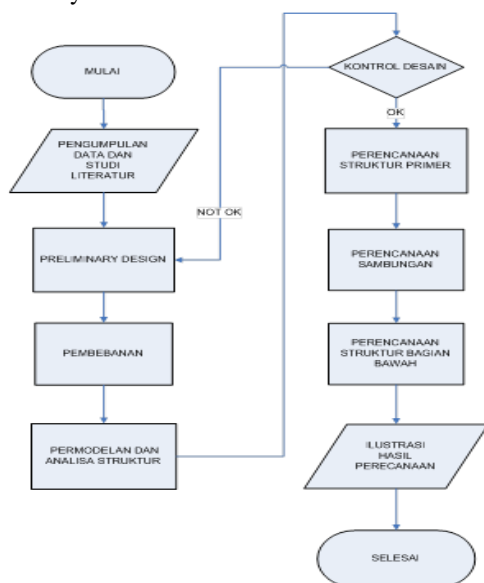 MULAI
PENGUMPULAN
DATA DAN
STUDI
LITERATUR
PRELIMINARY DESIGN
PEMBEBANAN
PERMODELAN DAN
ANALISA STRUKTUR
NOT OK
KONTROL DESAIN
OK
PERENCANAAN
STRUKTUR PRIMER
PERENCANAAN
SAMBUNGAN
PERENCANAAN
STRUKTUR BAGIAN
BAWAH
ILUSTRASI
HASIL
PERECANAAN
SELESAI